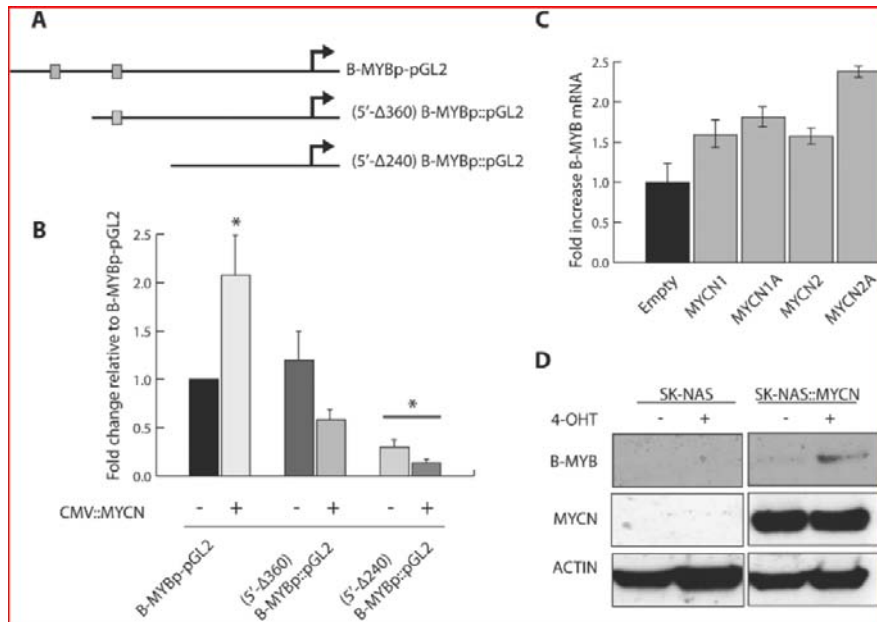 A
B-MYBp-pGL2
(5'-Δ360) B-MYBp::pGL2
(5'-Δ240) B-MYBp::pGL2
B
Fold change relative to B-MYBp-pGL2
2.5
2.0
1.5
1.0
0.5
0.0
*
*
CMV::MYCN - + - + - +
B-MYBp-pGL2
(5'-Δ360)
B-MYBp::pGL2
(5'-Δ240)
B-MYBp::pGL2
C
Fold increase B-MYB mRNA
2.5
2.0
1.5
1.0
0.5
0.0
Empty
MYCN1
MYCN1A
MYCN2
MYCN2A
D
SK-NAS SK-NAS::MYCN
4-OHT - + - +
B-MYB
MYCN
ACTIN